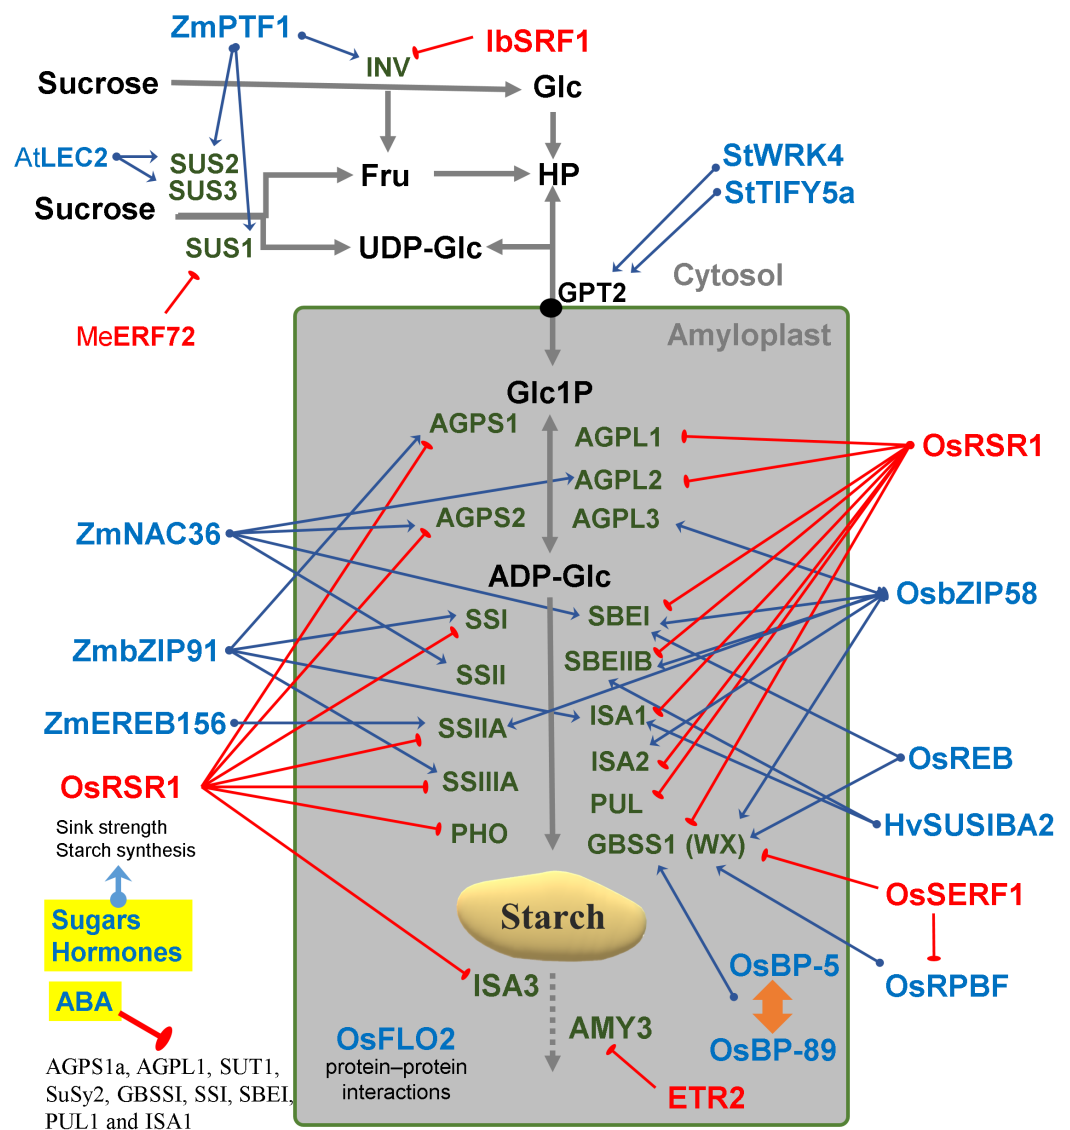 ZmPTF1
IbSRF1
INV
Sucrose
Glc
AtLEC2
SUS2
SUS3
Fru
HP
StWRK4
StTIFY5a
Sucrose
SUS1
UDP-Glc
GPT2
Cytosol
MeERF72
Amyloplast
Glc1P
AGPS1
AGPL1
OsRSR1
AGPL2
ZmNAC36
AGPS2
AGPL3
ADP-Glc
OsbZIP58
SSI
SBEI
ZmbZIP91
SSII
SBEIIB
ZmEREB156
SSIIA
ISA1
OsREB
ISA2
OsRSR1
SSIIIA
PUL
Sink strength
Starch synthesis
PHO
GBSS1 (WX)
HvSUSIBA2
OsSERF1
Sugars
Hormones
Starch
OsBP-5
OsRPBF
ABA
ISA3
AMY3
OsFLO2
protein–protein
interactions
OsBP-89
ETR2
AGPS1a, AGPL1, SUT1,
SuSy2, GBSSI, SSI, SBEI,
PUL1 and ISA1